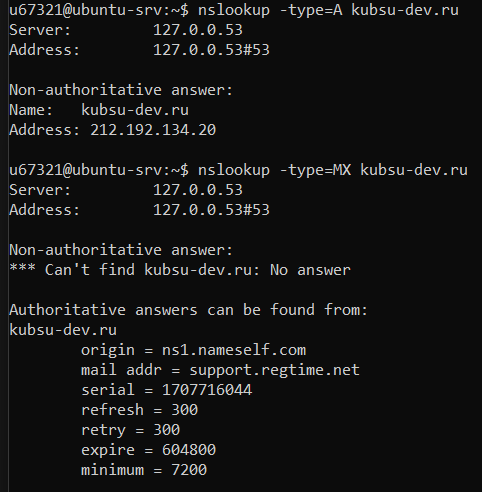 u67321@ubuntu-srv:~$ nslookup -type=A kubsu-dev.ru
Server:         127.0.0.53
Address:        127.0.0.53#53

Non-authoritative answer:
Name:   kubsu-dev.ru
Address: 212.192.134.20

u67321@ubuntu-srv:~$ nslookup -type=MX kubsu-dev.ru
Server:         127.0.0.53
Address:        127.0.0.53#53

Non-authoritative answer:
*** Can't find kubsu-dev.ru: No answer

Authoritative answers can be found from:
kubsu-dev.ru
        origin = ns1.nameself.com
        mail addr = support.regtime.net
        serial = 1707716044
        refresh = 300
        retry = 300
        expire = 604800
        minimum = 7200